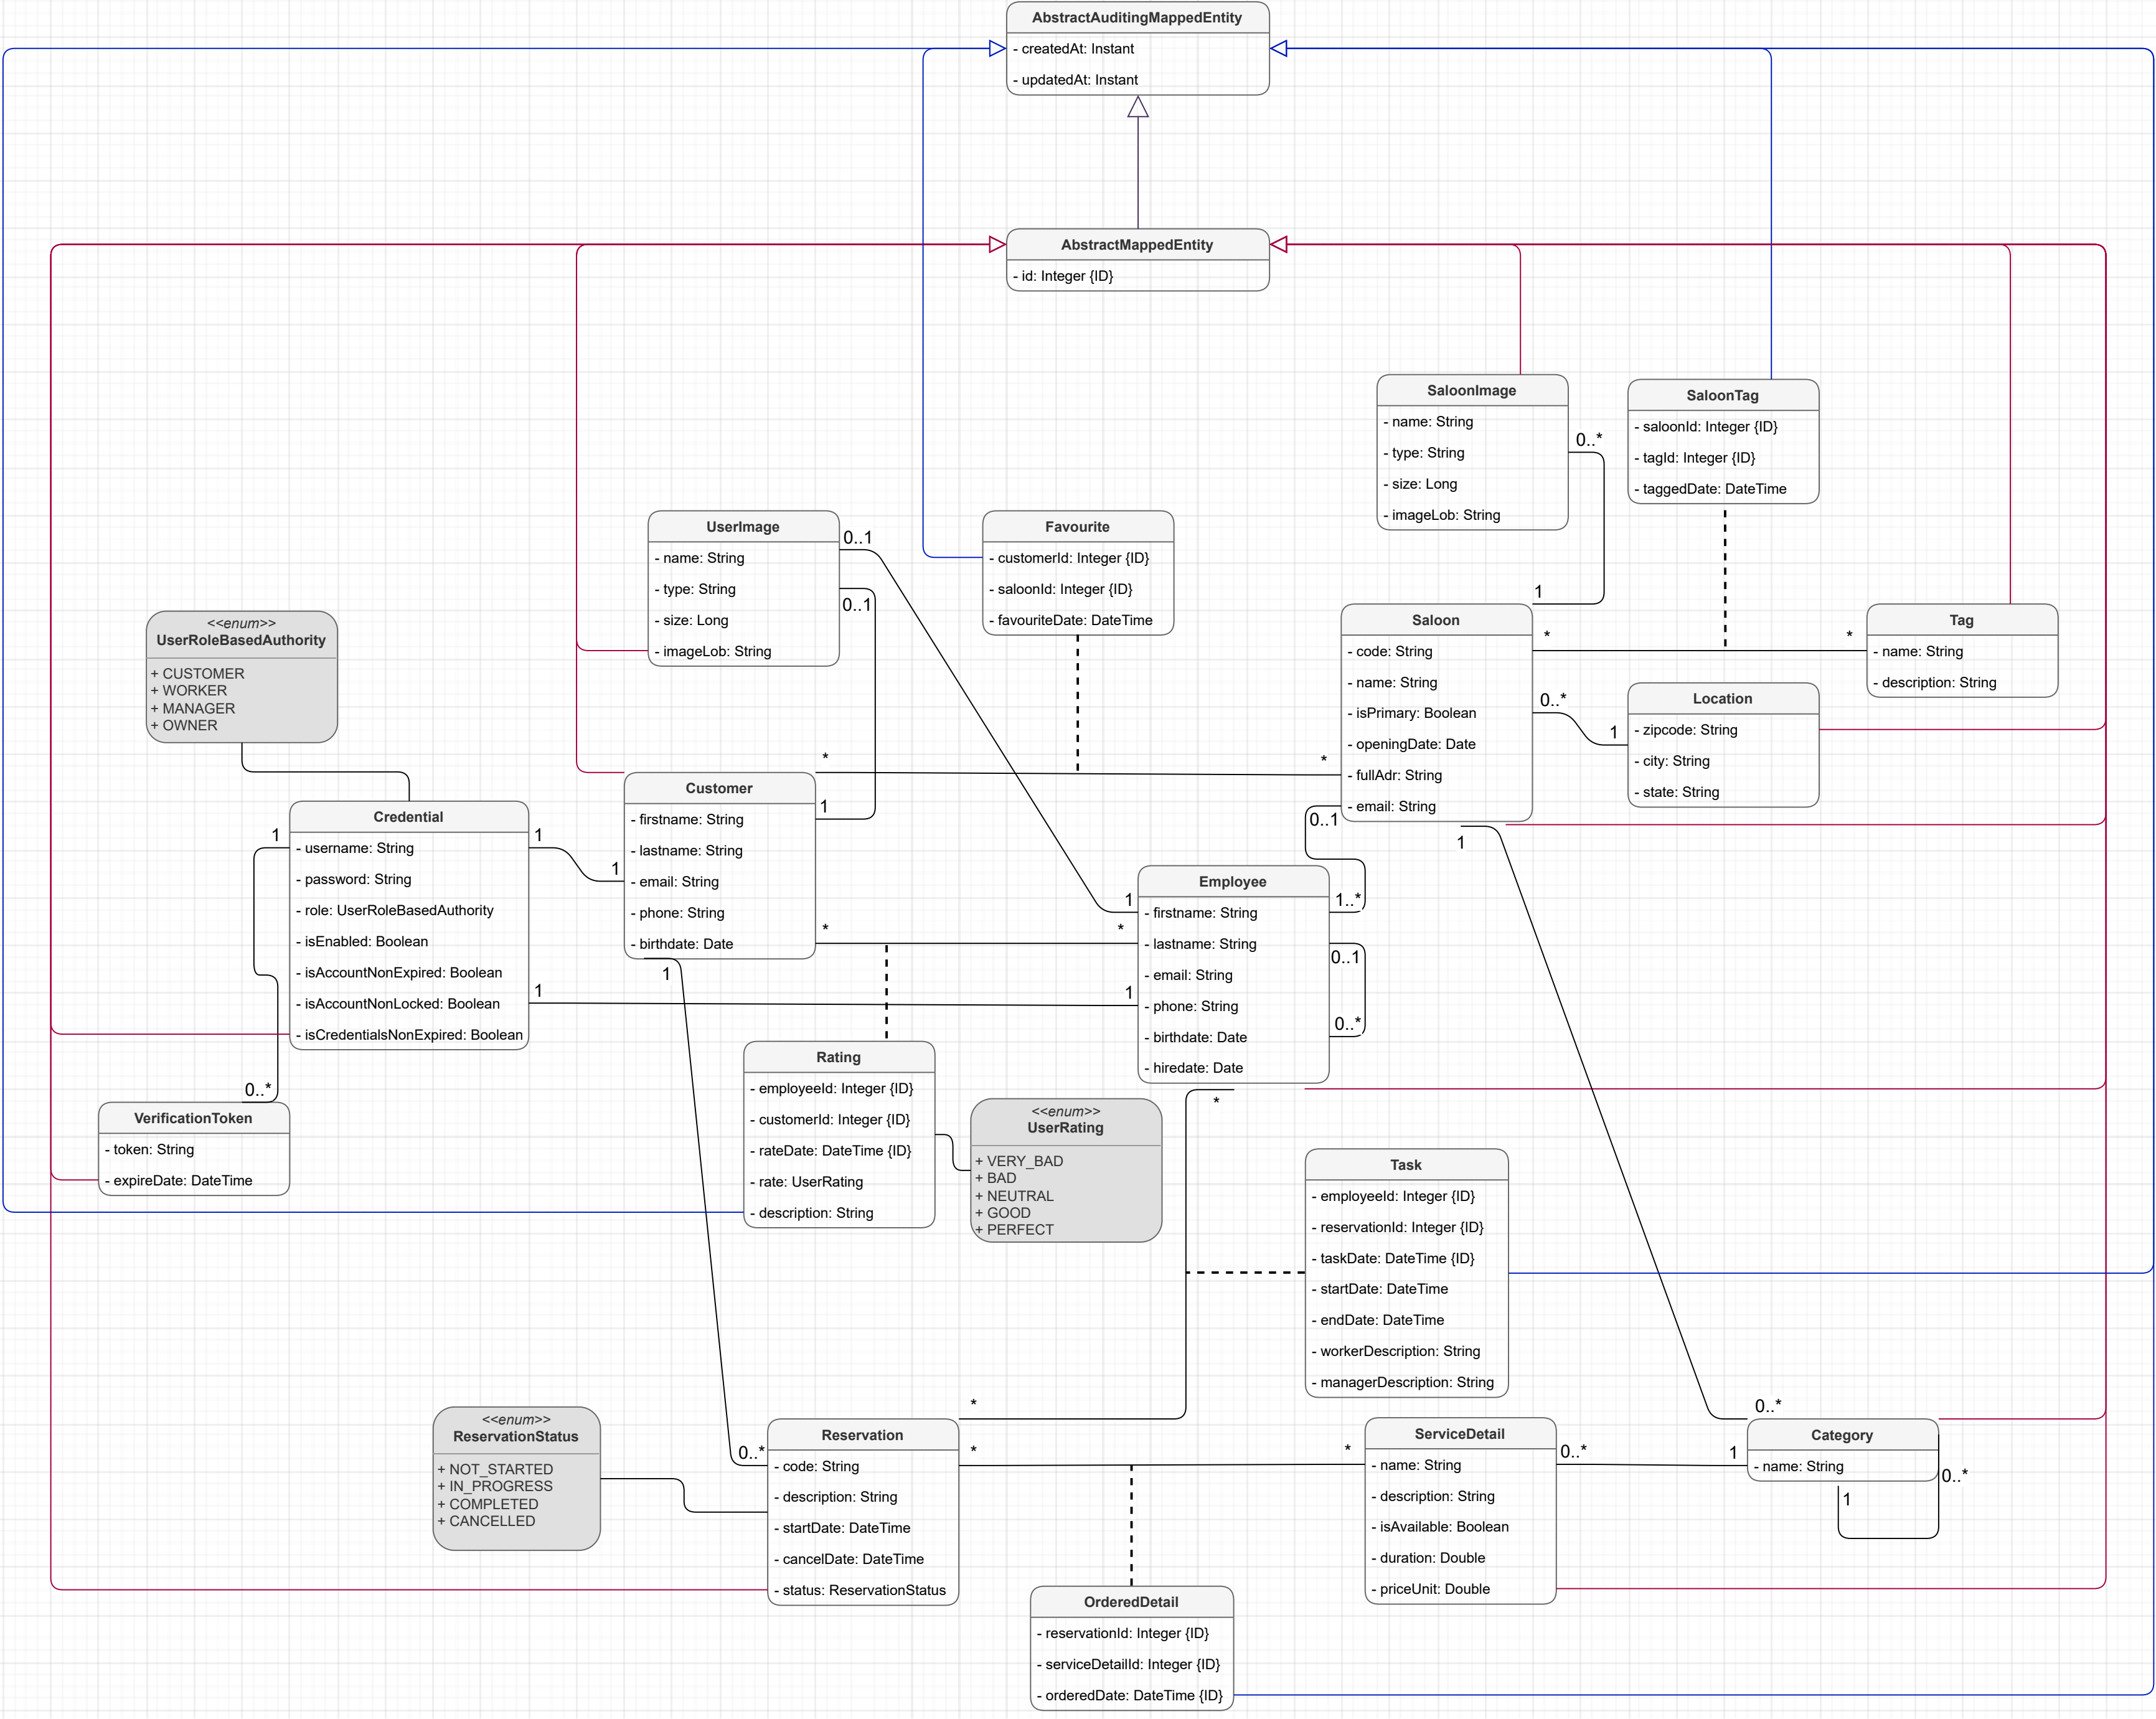 AbstractAuditingMappedEntity
- createdAt: Instant
- updatedAt: Instant
AbstractMappedEntity
- id: Integer {ID}
SaloonImage
- name: String
- type: String
- size: Long
- imageLob: String
0..*
1
SaloonTag
- saloonId: Integer {ID}
- tagId: Integer {ID}
- taggedDate: DateTime
UserImage
- name: String
- type: String
- size: Long
- imageLob: String
0..1
0..1
Favourite
- customerId: Integer {ID}
- saloonId: Integer {ID}
- favouriteDate: DateTime
<<enum>>
UserRoleBasedAuthority
+ CUSTOMER
+ WORKER
+ MANAGER
+ OWNER
Saloon
- code: String
- name: String
- isPrimary: Boolean
- openingDate: Date
- fullAdr: String
- email: String
*
*
0..*
1
*
0..1
1
Tag
- name: String
- description: String
Location
- zipcode: String
- city: String
- state: String
Customer
- firstname: String
- lastname: String
- email: String
- phone: String
- birthdate: Date
*
1
1
*
1
Credential
- username: String
- password: String
- role: UserRoleBasedAuthority
- isEnabled: Boolean
- isAccountNonExpired: Boolean
- isAccountNonLocked: Boolean
- isCredentialsNonExpired: Boolean
1
1
1
0..*
Employee
- firstname: String
- lastname: String
- email: String
- phone: String
- birthdate: Date
- hiredate: Date
1
*
1
1..*
0..1
0..*
*
VerificationToken
- token: String
- expireDate: DateTime
Rating
- employeeId: Integer {ID}
- customerId: Integer {ID}
- rateDate: DateTime {ID}
- rate: UserRating
- description: String
<<enum>>
UserRating
+ VERY_BAD
+ BAD
+ NEUTRAL
+ GOOD
+ PERFECT
Task
- employeeId: Integer {ID}
- reservationId: Integer {ID}
- taskDate: DateTime {ID}
- startDate: DateTime
- endDate: DateTime
- workerDescription: String
- managerDescription: String
<<enum>>
ReservationStatus
+ NOT_STARTED
+ IN_PROGRESS
+ COMPLETED
+ CANCELLED
Reservation
- code: String
- description: String
- startDate: DateTime
- cancelDate: DateTime
- status: ReservationStatus
0..*
*
*
*
ServiceDetail
- name: String
- description: String
- isAvailable: Boolean
- duration: Double
- priceUnit: Double
0..*
1
0..*
Category
- name: String
0..*
1
OrderedDetail
- reservationId: Integer {ID}
- serviceDetailId: Integer {ID}
- orderedDate: DateTime {ID}